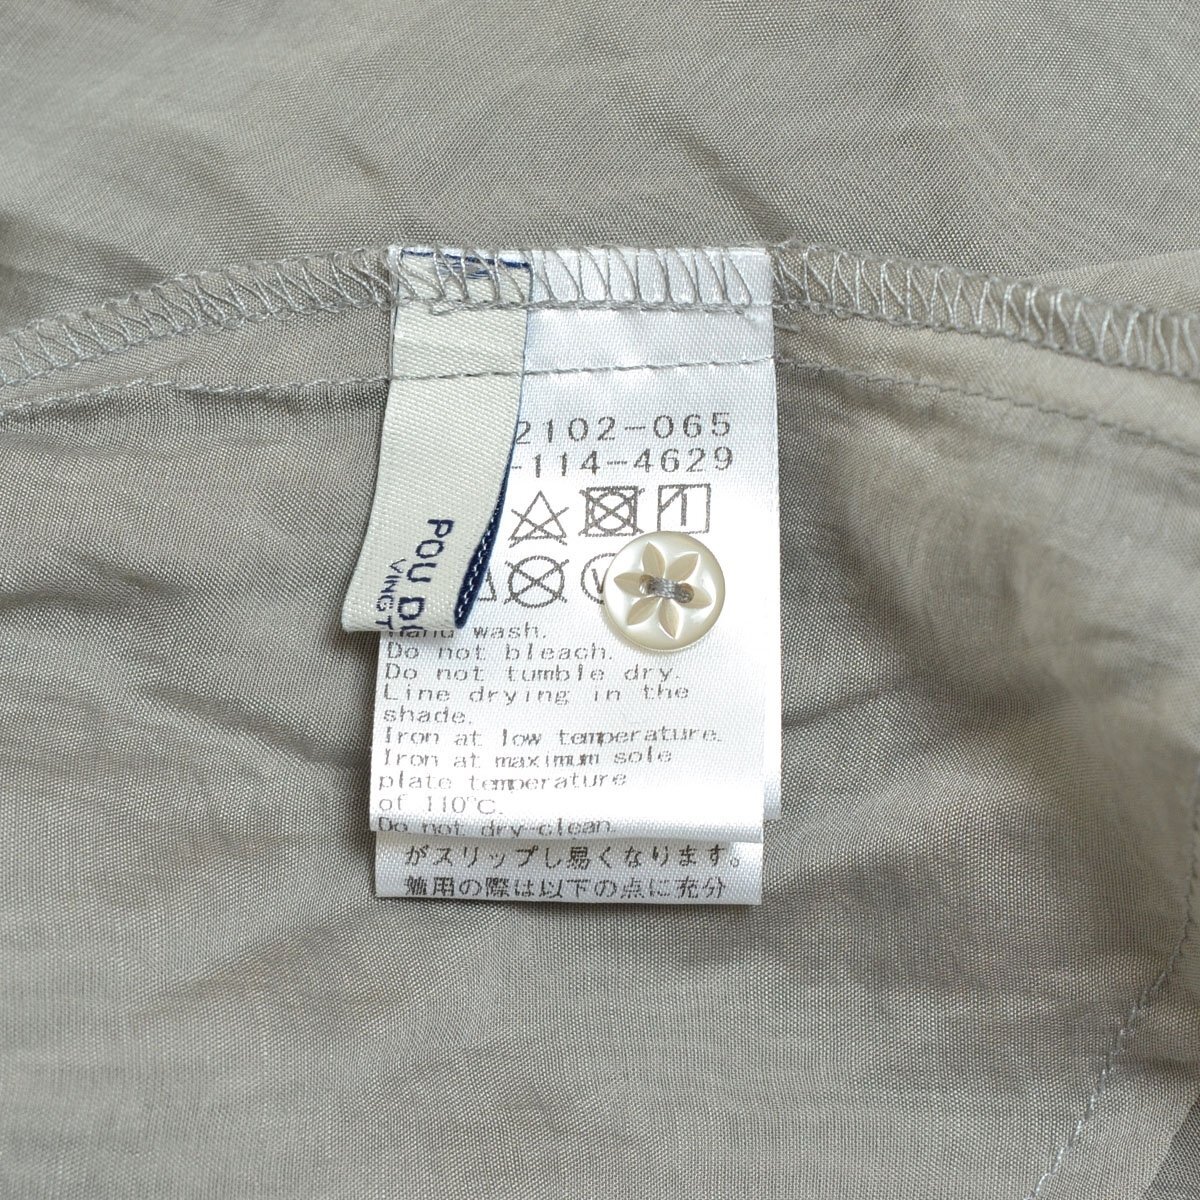 2102-065
-114-4629
POU D
VING T
Hand wash.
Do not bleach.
Do not tumble dry.
Line drying in the
shade.
Iron at low temperature.
Iron at maximum sole
plate temperature
of 110℃.
Do not dry-clean.
がスリップし易くなります。
着用の際は以下の点に充分